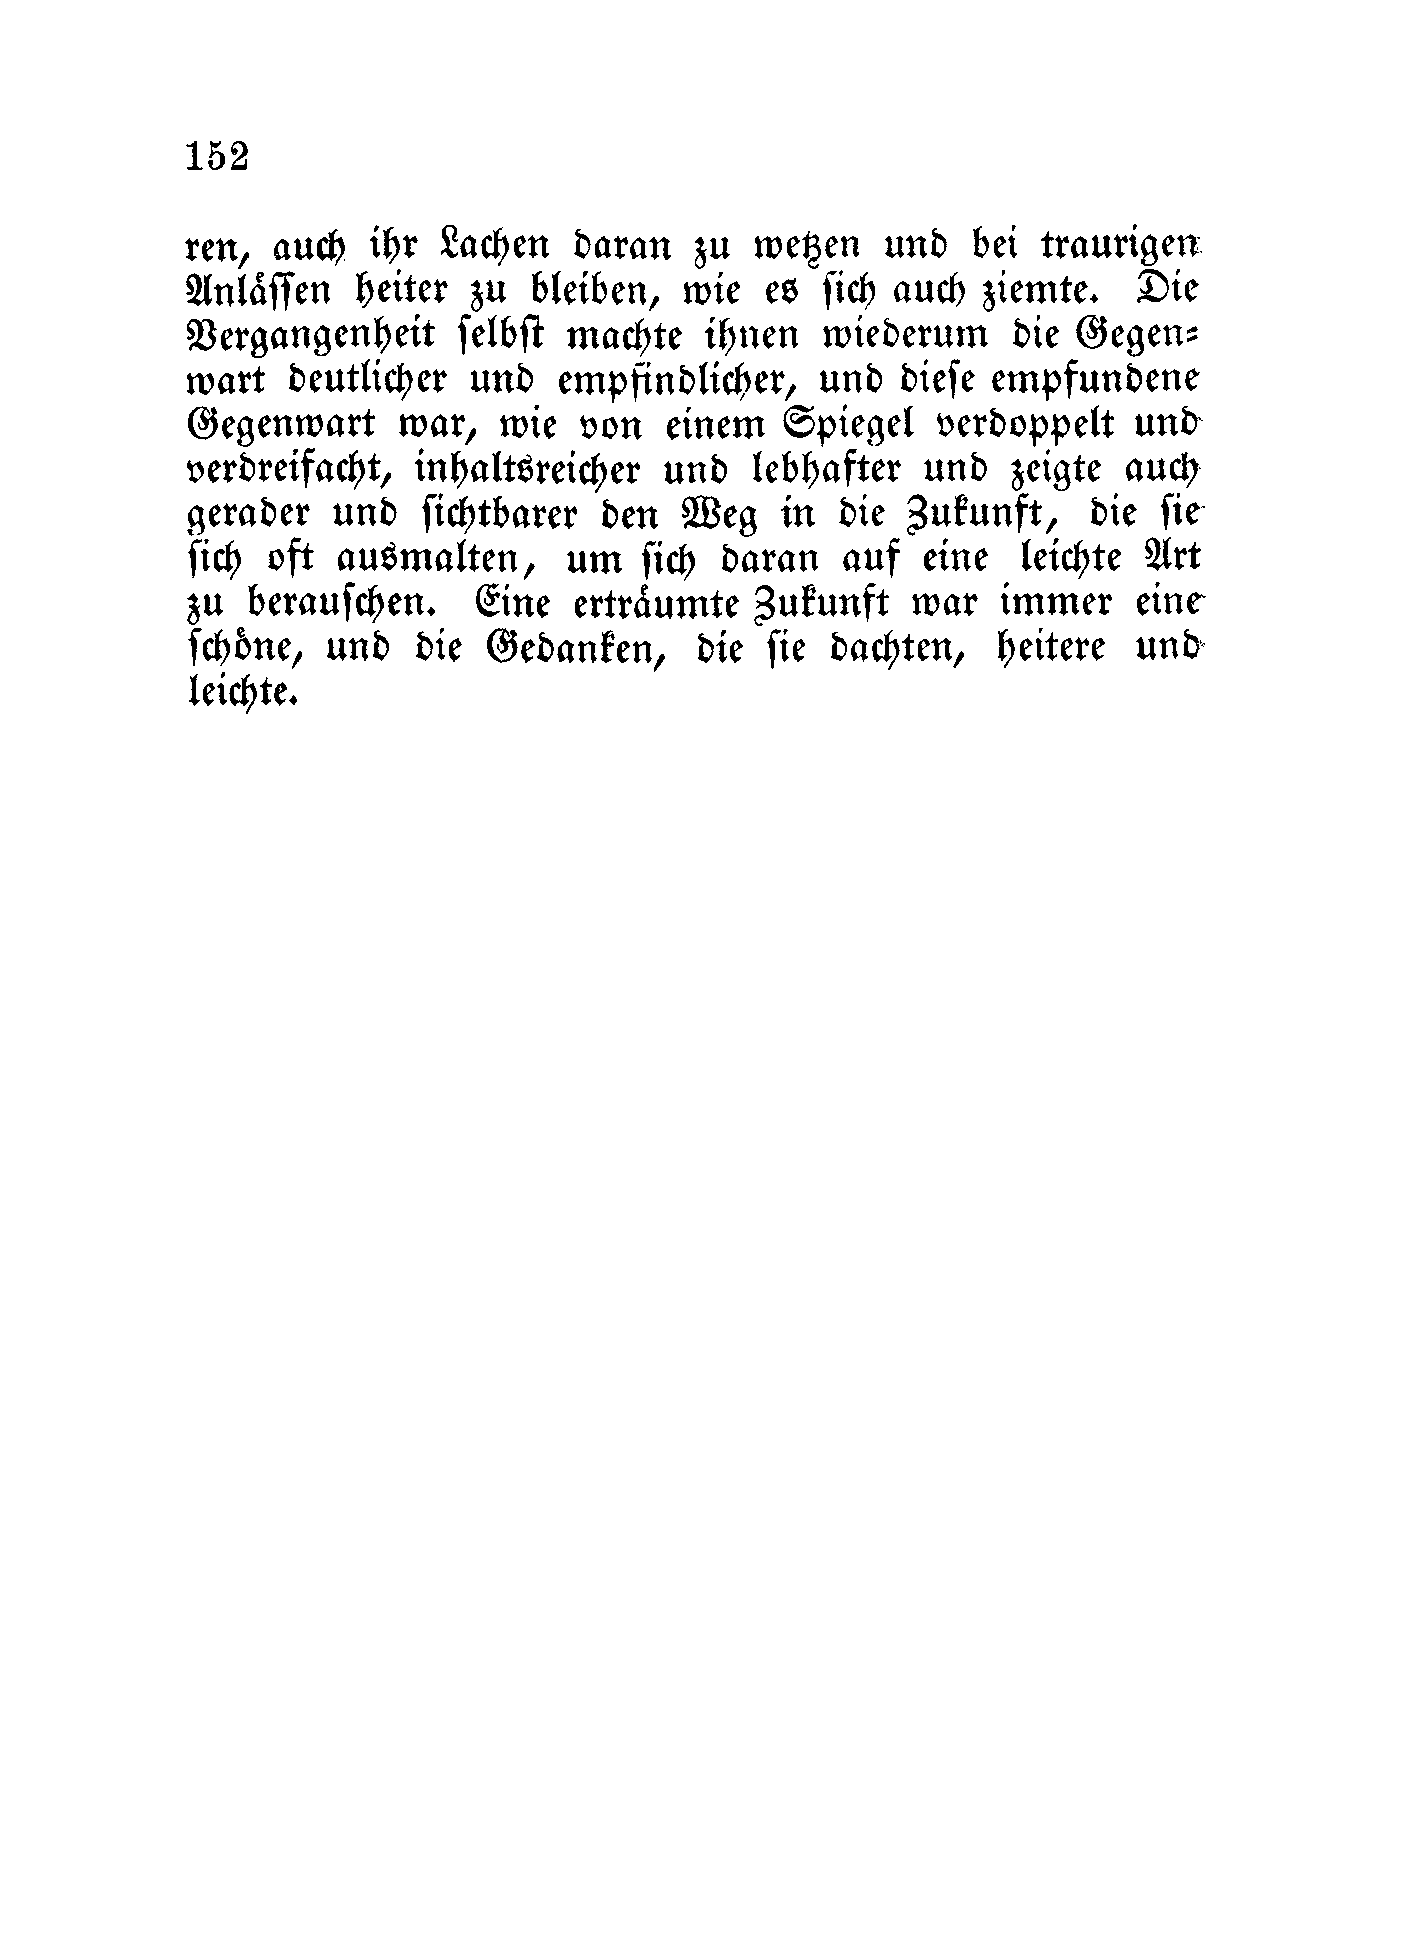 152
ren, auch ihr Lachen daran zu wetzen und bei traurigen
Anläſſen heiter zu bleiben, wie es ſich auch ziemte. Die
Vergangenheit ſelbſt machte ihnen wiederum die Gegen⸗
wart deutlicher und empfindlicher, und dieſe empfundene
Gegenwart war, wie von einem Spiegel verdoppelt und
verdreifacht, inhaltsreicher und lebhafter und zeigte auch
gerader und ſichtbarer den Weg in die Zukunft, die ſie
ſich oft ausmalten, um ſich daran auf eine leichte Art
zu berauſchen. Eine erträumte Zukunft war immer eine
ſchöne, und die Gedanken, die ſie dachten, heitere und
leichte.